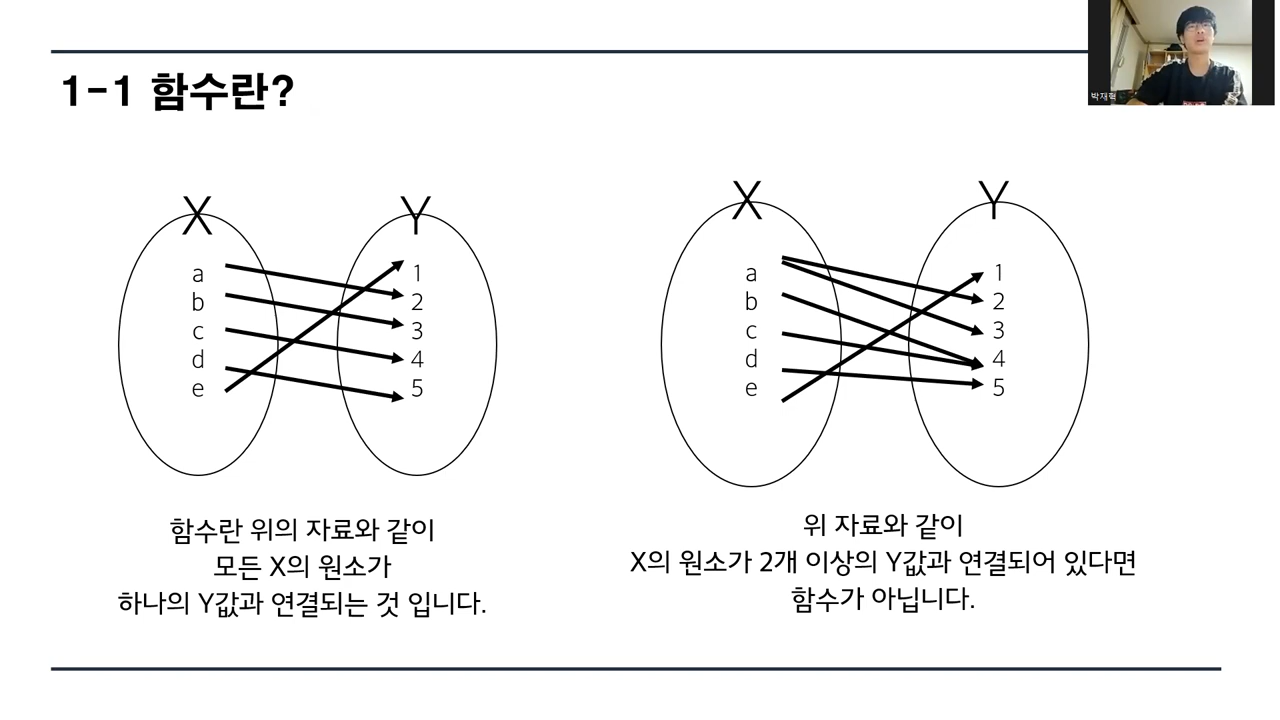 1-1 함수란?
박재혁
X
Y
a
b
c
d
e
1
2
3
4
5
함수란 위의 자료와 같이
모든 X의 원소가
하나의 Y값과 연결되는 것 입니다.
X
Y
a
b
c
d
e
1
2
3
4
5
위 자료와 같이
X의 원소가 2개 이상의 Y값과 연결되어 있다면
함수가 아닙니다.